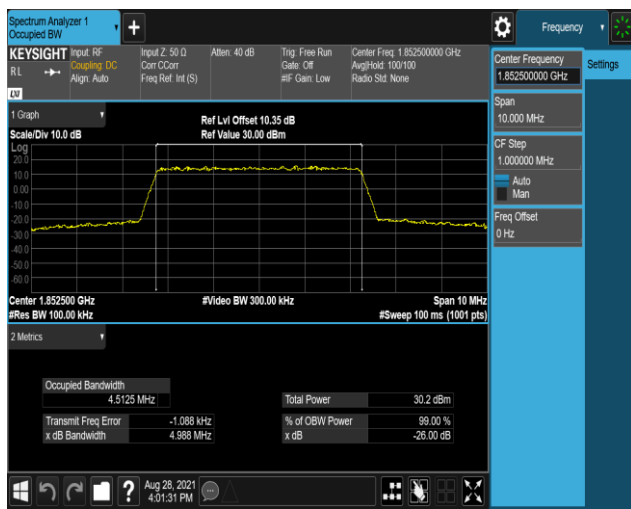 Spectrum Analyzer 1
Occupied BW
+
Frequency
KEYSIGHT
RL
LXI
Input: RF
Coupling: DC
Align: Auto
Input Z: 50 Ω
Corr CCorr
Freq Ref: Int (S)
Atten: 40 dB
Trig: Free Run
Gate: Off
#IF Gain: Low
Center Freq: 1.852500000 GHz
Avg|Hold: 100/100
Radio Std: None
Center Frequency
1.852500000 GHz
Settings
Span
10.000 MHz
CF Step
1.000000 MHz
Auto
Man
Freq Offset
0 Hz
1 Graph
Scale/Div 10.0 dB
Ref Lvl Offset 10.35 dB
Ref Value 30.00 dBm
Log
20.0
10.0
0.00
-10.0
-20.0
-30.0
-40.0
-50.0
-60.0
Center 1.852500 GHz
#Video BW 300.00 kHz
Span 10 MHz
#Res BW 100.00 kHz
#Sweep 100 ms (1001 pts)
2 Metrics
Occupied Bandwidth
4.5125 MHz
Total Power 30.2 dBm
Transmit Freq Error -1.088 kHz
% of OBW Power 99.00 %
x dB Bandwidth 4.988 MHz
x dB -26.00 dB
?
Aug 28, 2021
4:01:31 PM